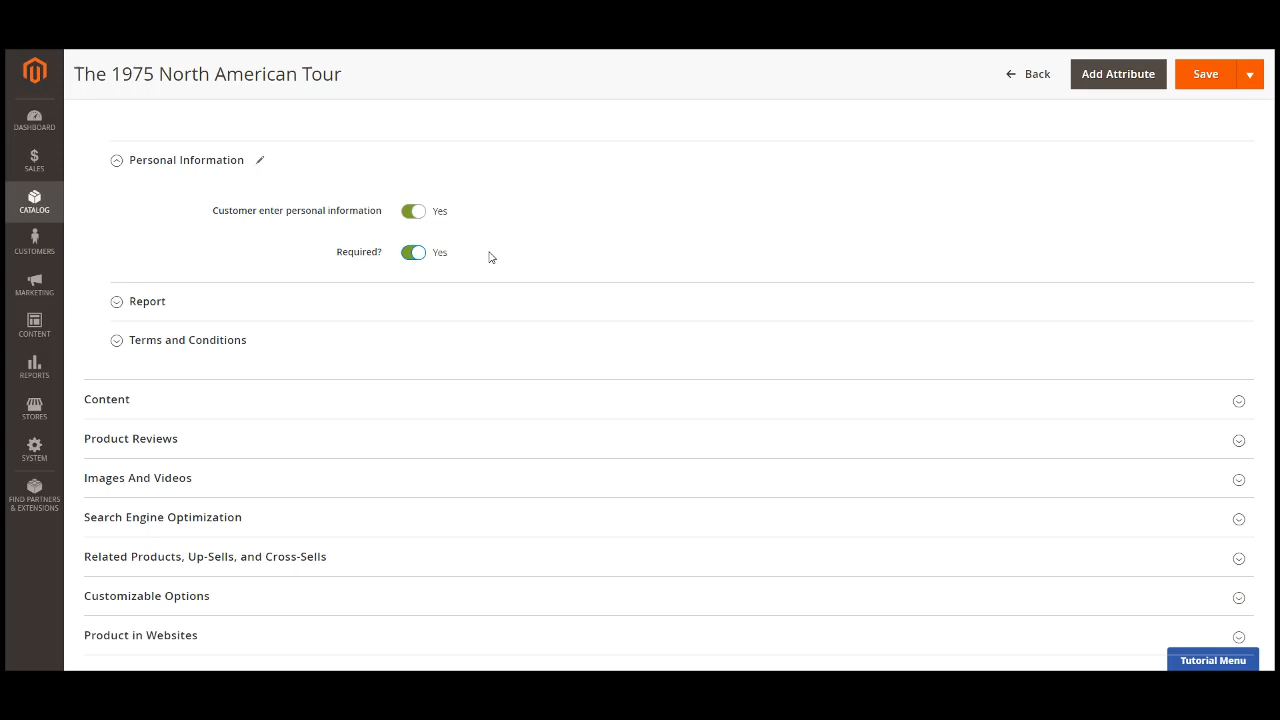 The 1975 North American Tour
Back
Add Attribute
Save
DASHBOARD
SALES
CATALOG
CUSTOMERS
MARKETING
CONTENT
REPORTS
STORES
SYSTEM
FIND PARTNERS
& EXTENSIONS
Personal Information
Customer enter personal information Yes
Required? Yes
Report
Terms and Conditions
Content
Product Reviews
Images And Videos
Search Engine Optimization
Related Products, Up-Sells, and Cross-Sells
Customizable Options
Product in Websites
Tutorial Menu